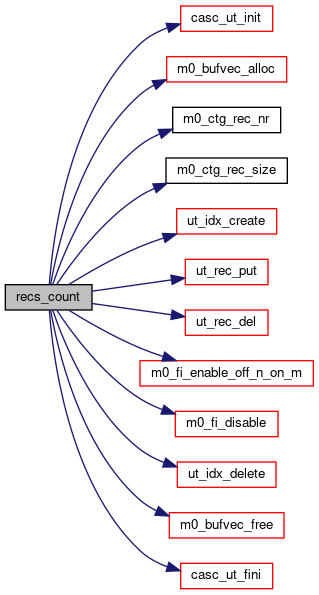 casc_ut_init
m0_bufvec_alloc
m0_ctg_rec_nr
m0_ctg_rec_size
ut_idx_create
ut_rec_put
recs_count
ut_rec_del
m0_fi_enable_off_n_on_m
m0_fi_disable
ut_idx_delete
m0_bufvec_free
casc_ut_fini